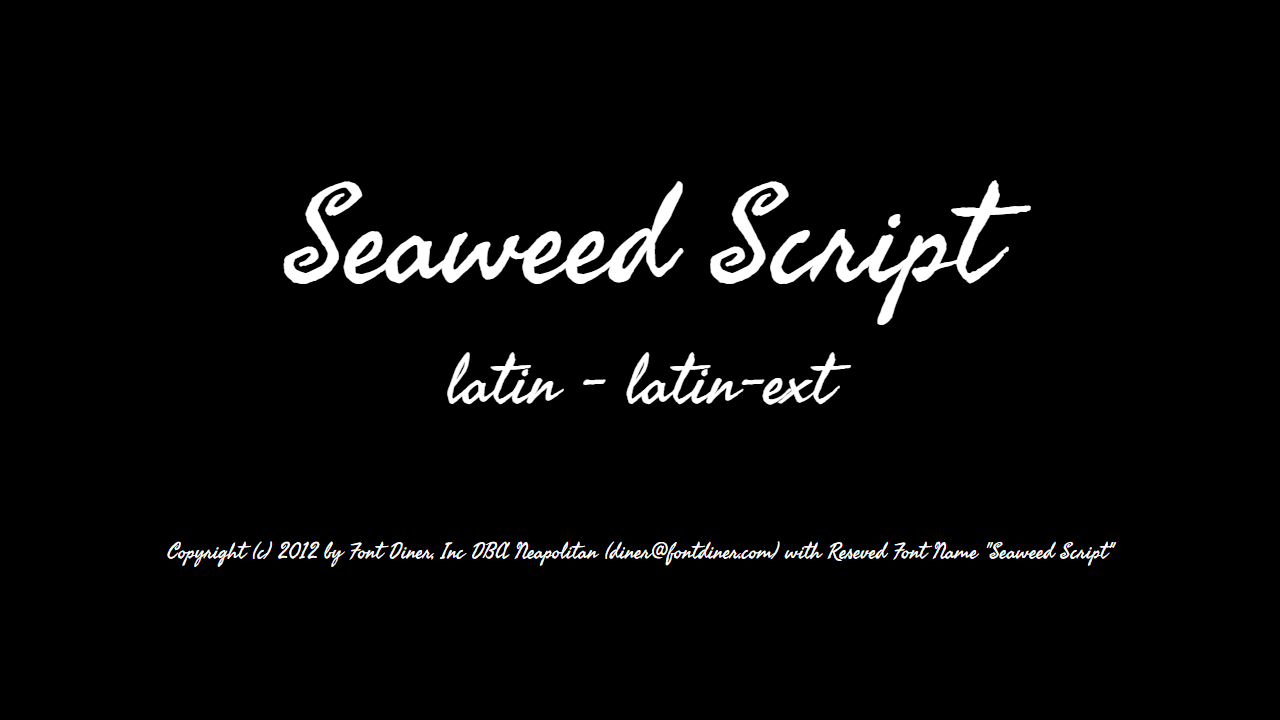 Seaweed Script
latin - latin-ext
Copyright (c) 2012 by Font Diner, Inc DBA Neapolitan (diner@fontdiner.com) with Reseved Font Name "Seaweed Script"